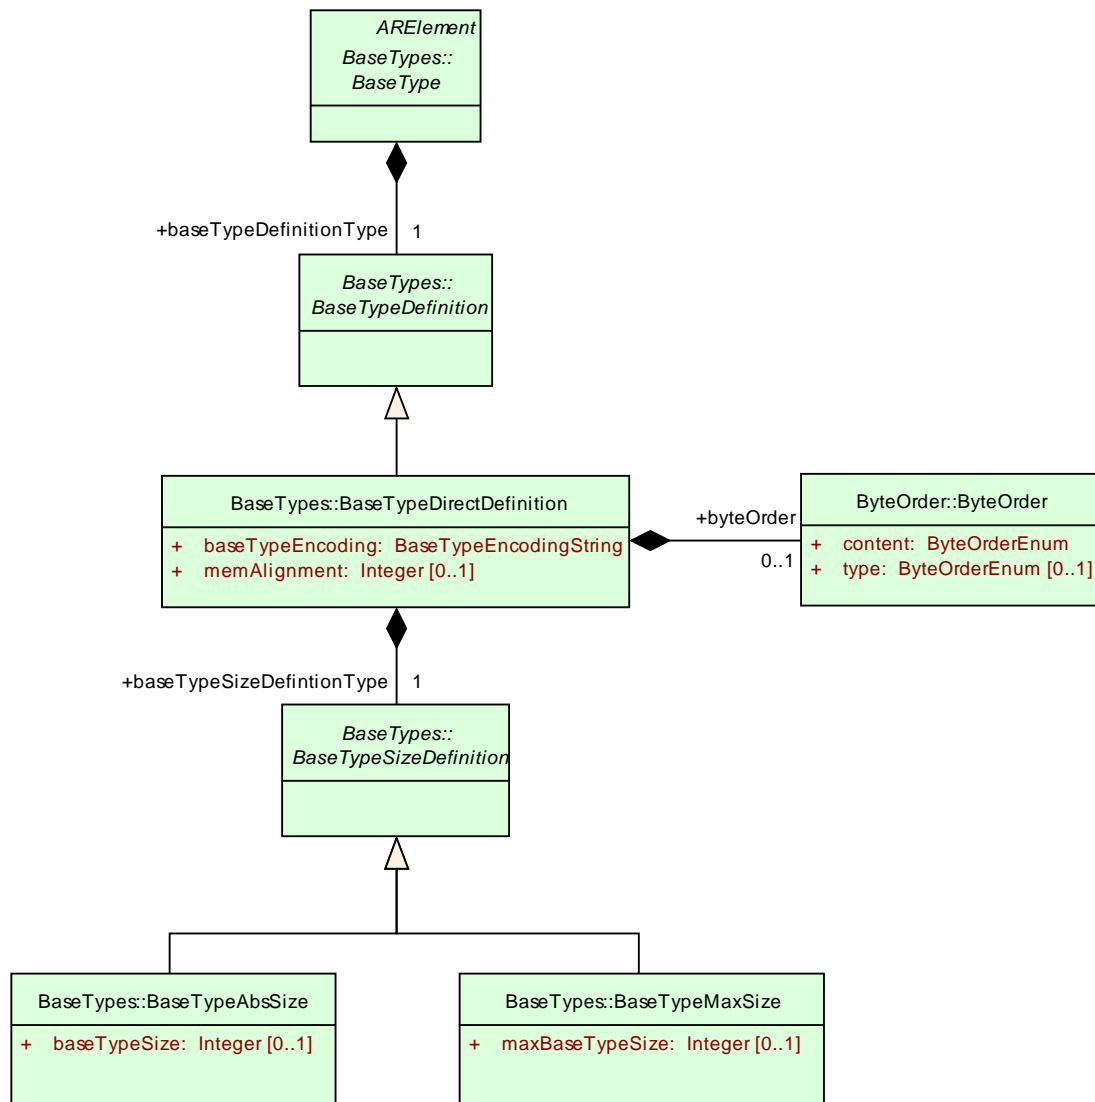 ARElement
BaseTypes::
BaseType
+baseTypeDefinitionType 1
BaseTypes::
BaseTypeDefinition
BaseTypes::BaseTypeDirectDefinition
+ baseTypeEncoding: BaseTypeEncodingString
+ memAlignment: Integer [0..1]
+byteOrder
0..1
ByteOrder::ByteOrder
+ content: ByteOrderEnum
+ type: ByteOrderEnum [0..1]
+baseTypeSizeDefintionType 1
BaseTypes::
BaseTypeSizeDefinition
BaseTypes::BaseTypeAbsSize
+ baseTypeSize: Integer [0..1]
BaseTypes::BaseTypeMaxSize
+ maxBaseTypeSize: Integer [0..1]